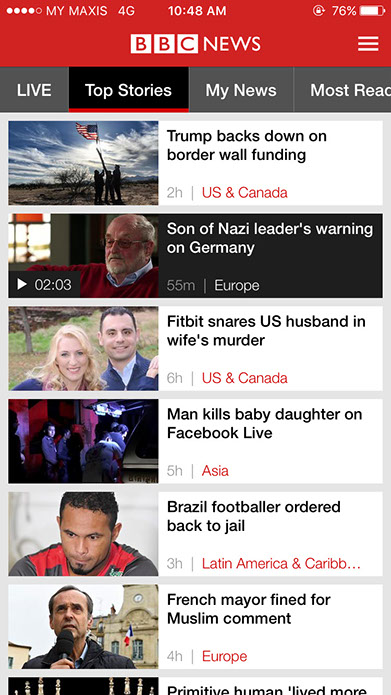 MY MAXIS 4G 10:48 AM 76%
BBC NEWS
LIVE Top Stories My News Most Read
Trump backs down on
border wall funding
2h | US & Canada
Son of Nazi leader's warning
on Germany
02:03
55m | Europe
Fitbit snares US husband in
wife's murder
6h | US & Canada
Man kills baby daughter on
Facebook Live
5h | Asia
Brazil footballer ordered
back to jail
3h | Latin America & Caribb…
French mayor fined for
Muslim comment
4h | Europe
Primitive human 'lived more